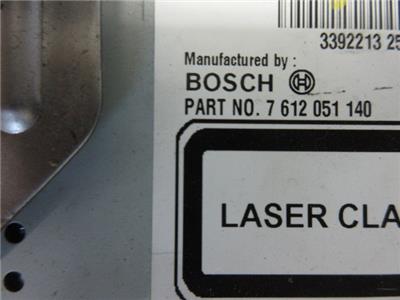 3392213 25
Manufactured by :
BOSCH
PART NO. 7 612 051 140
LASER CLA